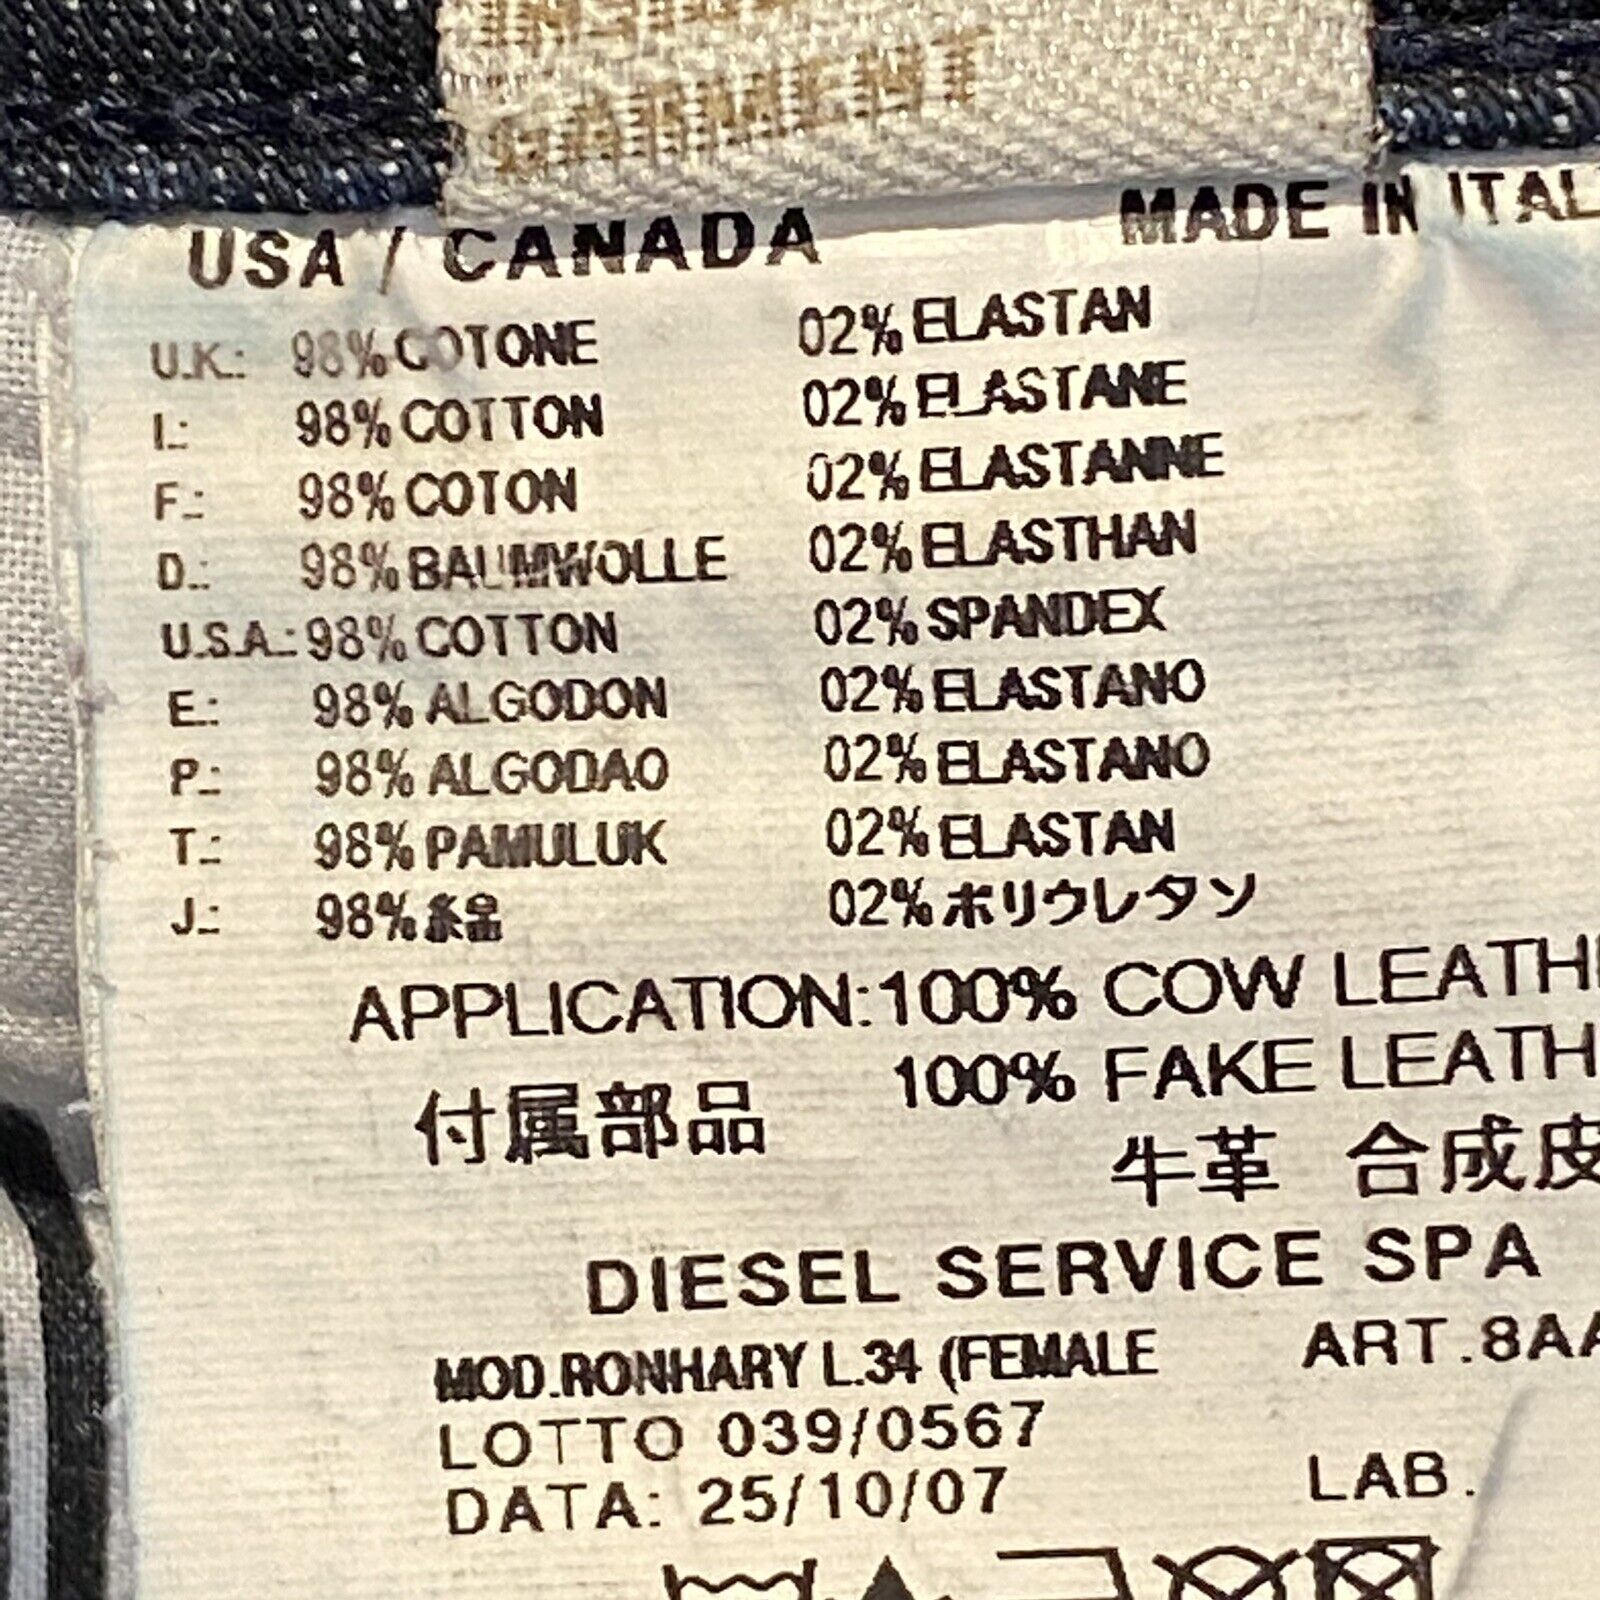 GARMENT
USA / CANADA MADE IN ITAL
U.K.: 98% COTONE 02% ELASTAN
I.: 98% COTTON 02% ELASTANE
F.: 98% COTON 02% ELASTANNE
D.: 98% BAUMWOLLE 02% ELASTHAN
U.S.A.: 98% COTTON 02% SPANDEX
E.: 98% ALGODON 02% ELASTANO
P.: 98% ALGODAO 02% ELASTANO
T.: 98% PAMULUK 02% ELASTAN
J.: 98% 綿 02% ポリウレタン
APPLICATION: 100% COW LEATHE
100% FAKE LEATH
付属部品
牛革 合成皮
DIESEL SERVICE SPA
MOD.RONHARY L.34 (FEMALE ART.8AA
LOTTO 039/0567
DATA: 25/10/07 LAB.